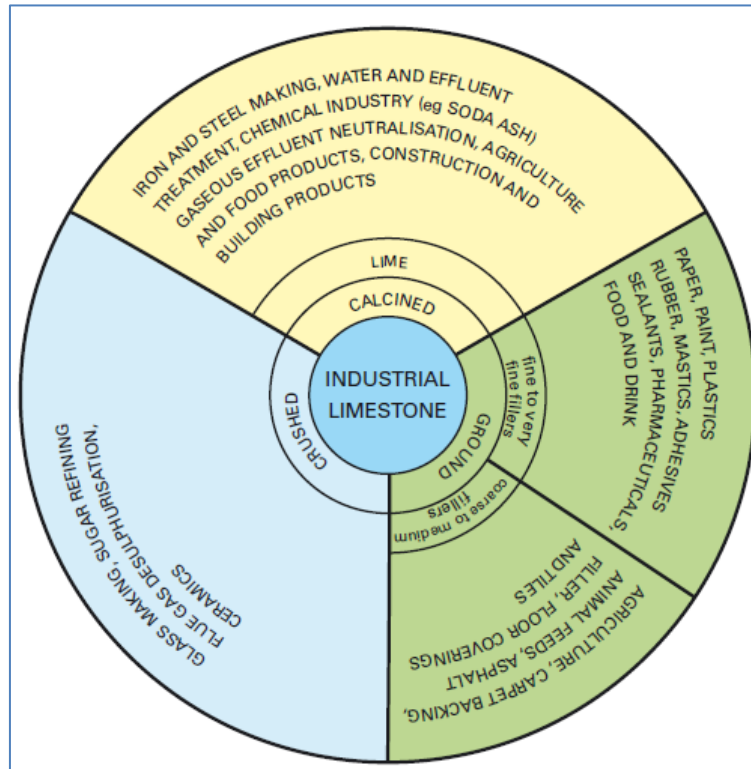 IRON AND STEEL MAKING, WATER AND EFFLUENT
TREATMENT, CHEMICAL INDUSTRY (eg SODA ASH)
GASEOUS EFFLUENT NEUTRALISATION, AGRICULTURE
AND FOOD PRODUCTS, CONSTRUCTION AND
BUILDING PRODUCTS
LIME
CALCINED
INDUSTRIAL
LIMESTONE
CRUSHED
GROUND
fine to very
fine fillers
coarse to medium
fillers
PAPER, PAINT, PLASTICS
RUBBER, MASTICS, ADHESIVES
SEALANTS, PHARMACEUTICALS,
FOOD AND DRINK
AGRICULTURE, CARPET BACKING,
ANIMAL FEEDS, ASPHALT
FILLER, FLOOR COVERINGS
AND TILES
GLASS MAKING, SUGAR REFINING
FLUE GAS DESULPHURISATION,
CERAMICS